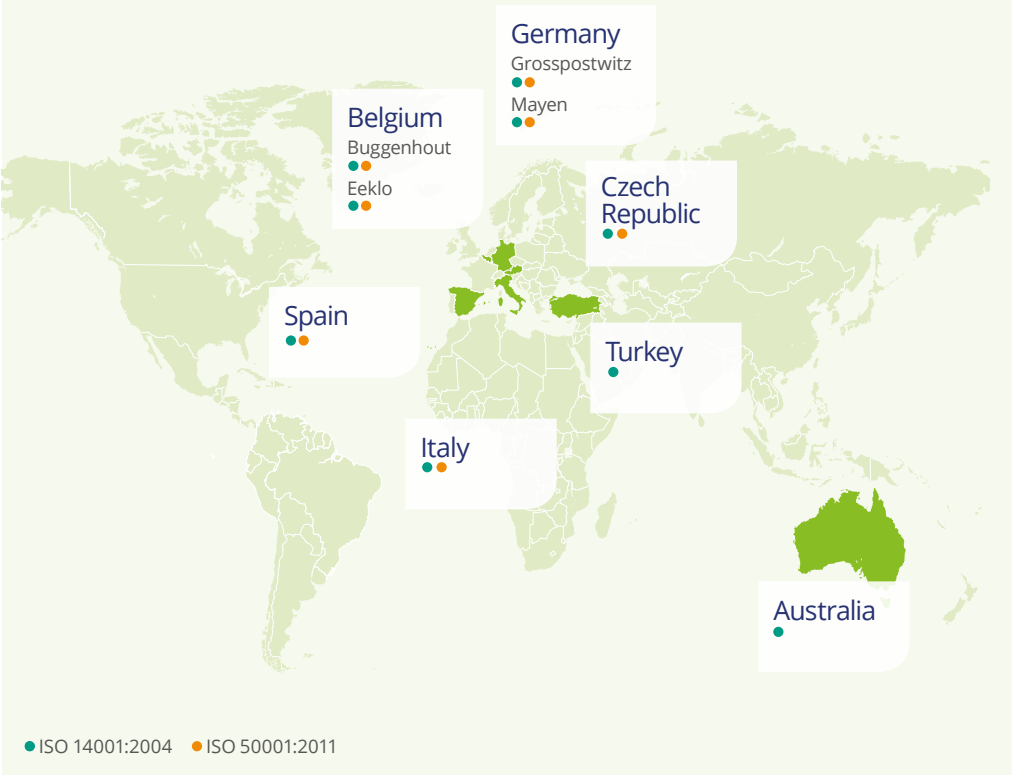 Germany
Grosspostwitz
Mayen
Belgium
Buggenhout
Eeklo
Czech
Republic
Spain
Turkey
Italy
Australia
ISO 14001:2004
ISO 50001:2011